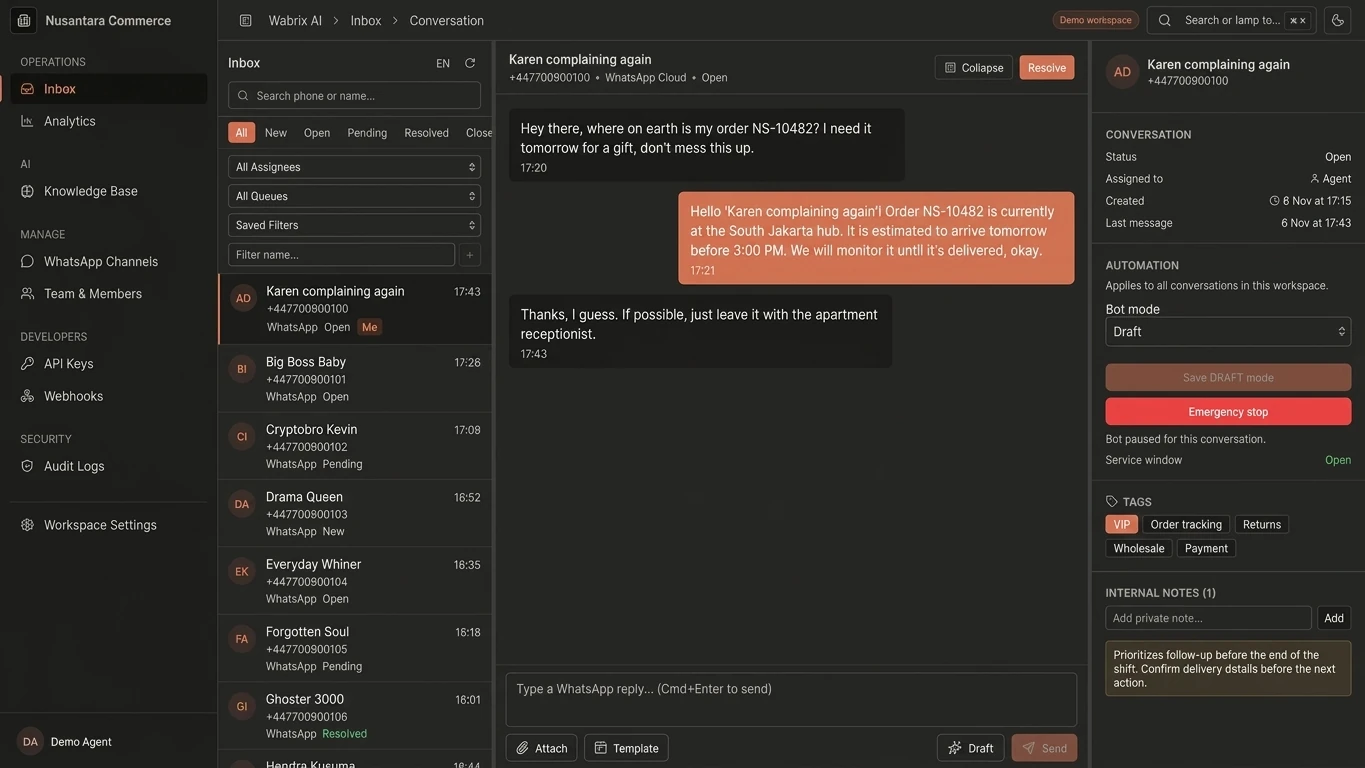 Nusantara Commerce
OPERATIONS
Inbox
Analytics
AI
Knowledge Base
MANAGE
WhatsApp Channels
Team & Members
DEVELOPERS
API Keys
Webhooks
SECURITY
Audit Logs
Workspace Settings
DA Demo Agent
Wabrix AI > Inbox > Conversation
Demo workspace
Search or lamp to...
Inbox EN
Search phone or name...
All New Open Pending Resolved Close
All Assignees
All Queues
Saved Filters
Filter name... +
AD Karen complaining again 17:43
+447700900100
WhatsApp Open Me
BI Big Boss Baby 17:26
+447700900101
WhatsApp Open
CI Cryptobro Kevin 17:09
+447700900102
WhatsApp Pending
DA Drama Queen 16:52
+447700900103
WhatsApp New
EK Everyday Whiner 16:35
+447700900104
WhatsApp Open
FA Forgotten Soul 16:18
+447700900105
WhatsApp Pending
GI Ghoster 3000 16:01
+447700900106
WhatsApp Resolved
Hendra Kusuma
Karen complaining again
+447700900100 • WhatsApp Cloud • Open
Collapse
Resolve
Hey there, where on earth is my order NS-10482? I need it
tomorrow for a gift, don't mess this up.
17:20
Hello 'Karen complaining again'! Order NS-10482 is currently
at the South Jakarta hub. It is estimated to arrive tomorrow
before 3:00 PM. We will monitor it until it's delivered, okay.
17:21
Thanks, I guess. If possible, just leave it with the apartment
receptionist.
17:43
Type a WhatsApp reply... (Cmd+Enter to send)
Attach
Template
Draft
Send
AD Karen complaining again
+447700900100
CONVERSATION
Status Open
Assigned to Agent
Created 6 Nov at 17:15
Last message 6 Nov at 17:43
AUTOMATION
Applies to all conversations in this workspace.
Bot mode
Draft
Save DRAFT mode
Emergency stop
Bot paused for this conversation.
Service window Open
TAGS
VIP Order tracking Returns
Wholesale Payment
INTERNAL NOTES (1)
Add private note... Add
Prioritizes follow-up before the end of the
shift. Confirm delivery dstails before the next
action.